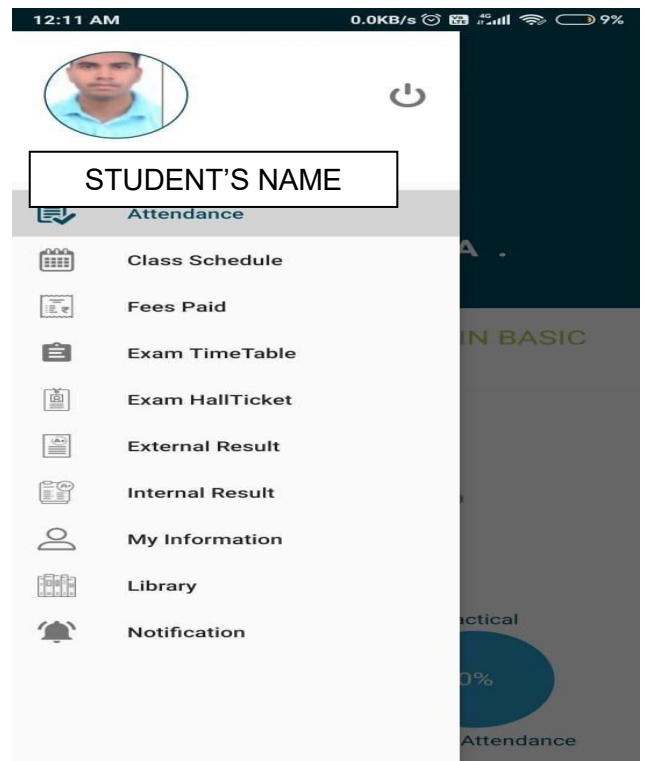 12:11 AM 0.0KB/s 4G 9%
STUDENT'S NAME
Attendance
Class Schedule
A .
Fees Paid
IN BASIC
Exam TimeTable
Exam HallTicket
External Result
Internal Result
My Information
Library
actical
Notification
0%
Attendance